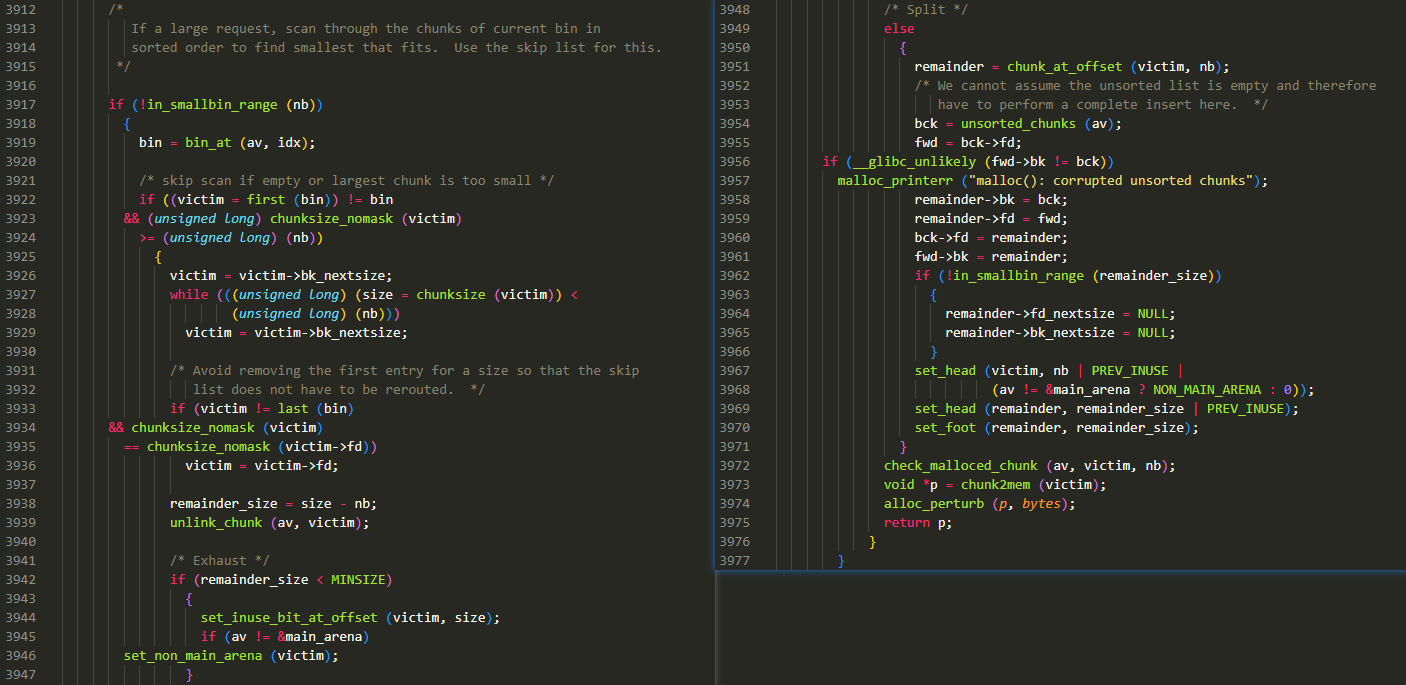 3912 /*
3913 If a large request, scan through the chunks of current bin in
3914 sorted order to find smallest that fits.  Use the skip list for this.
3915 */
3916
3917 if (!in_smallbin_range (nb))
3918 {
3919 bin = bin_at (av, idx);
3920
3921 /* skip scan if empty or largest chunk is too small */
3922 if ((victim = first (bin)) != bin
3923 && (unsigned long) chunksize_nomask (victim)
3924 >= (unsigned long) (nb))
3925 {
3926 victim = victim->bk_nextsize;
3927 while (((unsigned long) (size = chunksize (victim)) <
3928 (unsigned long) (nb)))
3929 victim = victim->bk_nextsize;
3930
3931 /* Avoid removing the first entry for a size so that the skip
3932 list does not have to be rerouted.  */
3933 if (victim != last (bin)
3934 && chunksize_nomask (victim)
3935 == chunksize_nomask (victim->fd))
3936 victim = victim->fd;
3937
3938 remainder_size = size - nb;
3939 unlink_chunk (av, victim);
3940
3941 /* Exhaust */
3942 if (remainder_size < MINSIZE)
3943 {
3944 set_inuse_bit_at_offset (victim, size);
3945 if (av != &main_arena)
3946 set_non_main_arena (victim);
3947 }
3948 /* Split */
3949 else
3950 {
3951 remainder = chunk_at_offset (victim, nb);
3952 /* We cannot assume the unsorted list is empty and therefore
3953 have to perform a complete insert here.  */
3954 bck = unsorted_chunks (av);
3955 fwd = bck->fd;
3956 if (__glibc_unlikely (fwd->bk != bck))
3957 malloc_printerr ("malloc(): corrupted unsorted chunks");
3958 remainder->bk = bck;
3959 remainder->fd = fwd;
3960 bck->fd = remainder;
3961 fwd->bk = remainder;
3962 if (!in_smallbin_range (remainder_size))
3963 {
3964 remainder->fd_nextsize = NULL;
3965 remainder->bk_nextsize = NULL;
3966 }
3967 set_head (victim, nb | PREV_INUSE |
3968 (av != &main_arena ? NON_MAIN_ARENA : 0));
3969 set_head (remainder, remainder_size | PREV_INUSE);
3970 set_foot (remainder, remainder_size);
3971 }
3972 check_malloced_chunk (av, victim, nb);
3973 void *p = chunk2mem (victim);
3974 alloc_perturb (p, bytes);
3975 return p;
3976 }
3977 }